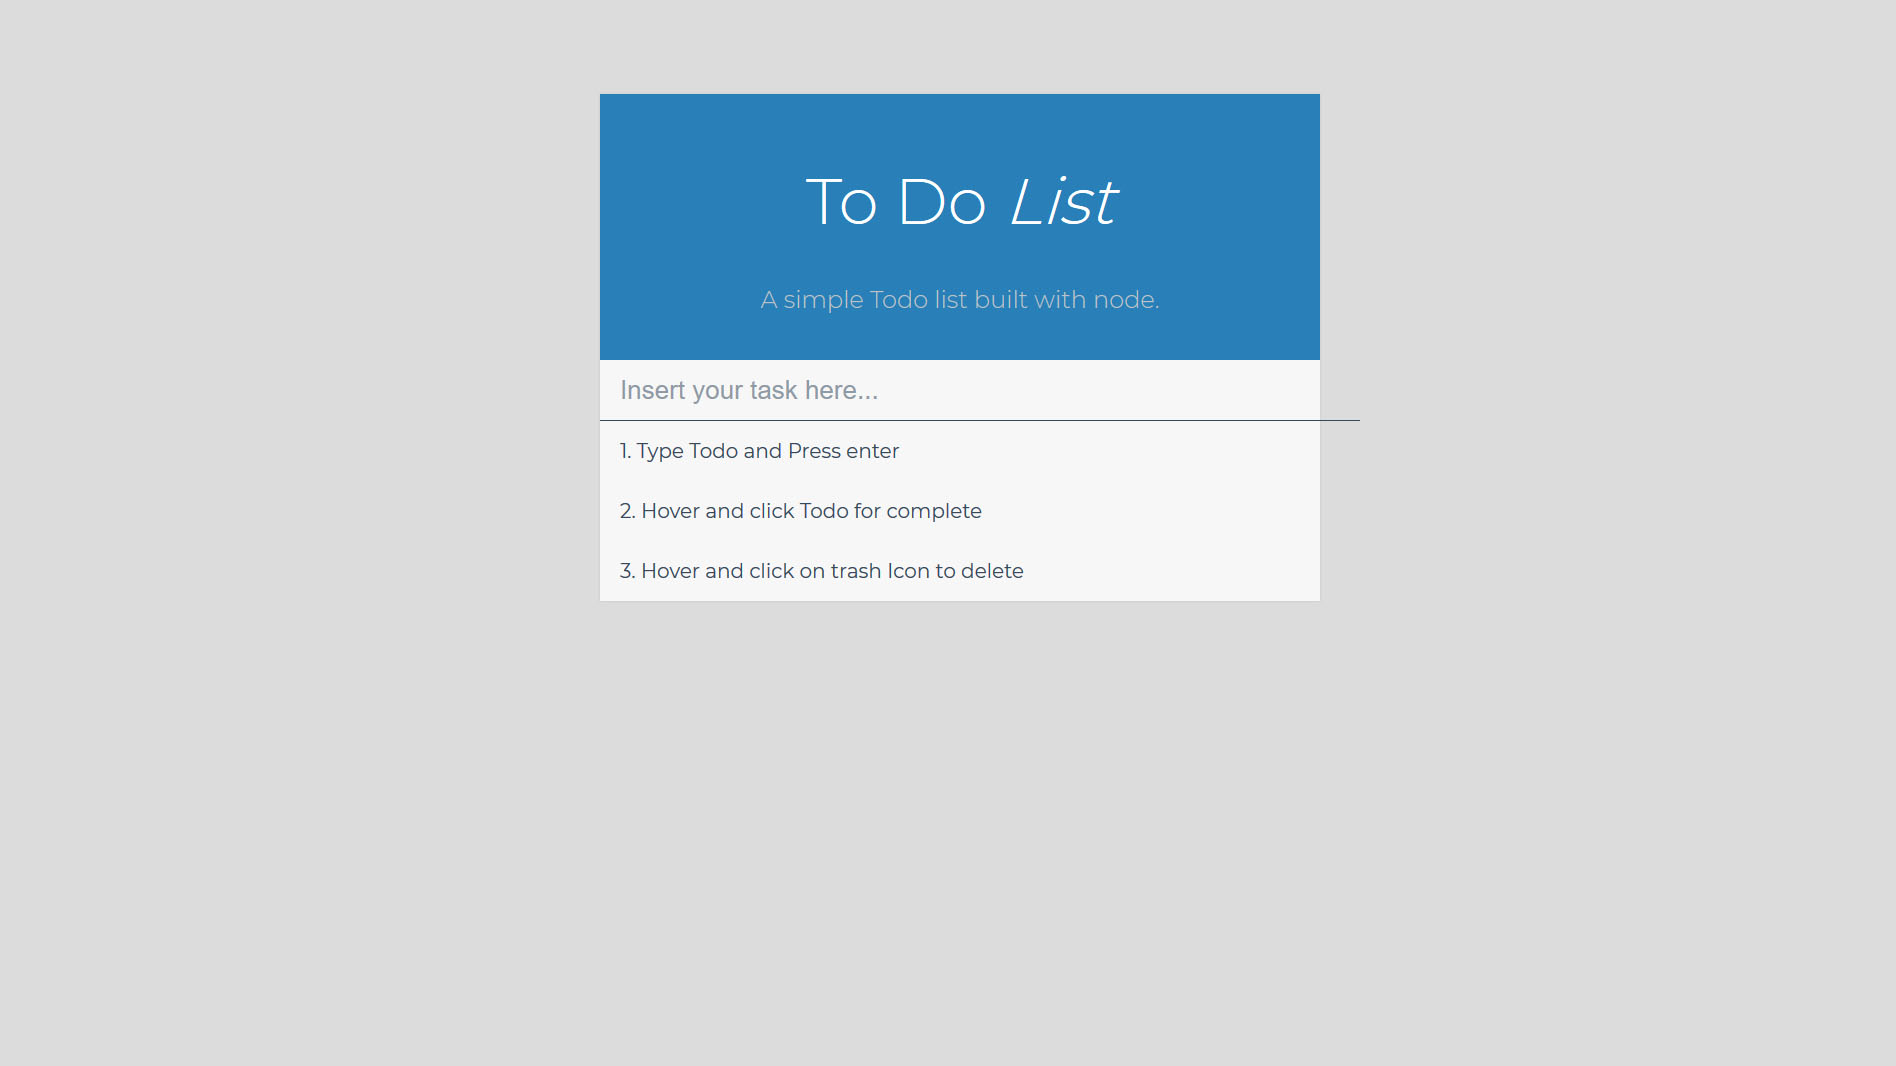 To Do List
A simple Todo list built with node.
Insert your task here...
1. Type Todo and Press enter
2. Hover and click Todo for complete
3. Hover and click on trash Icon to delete